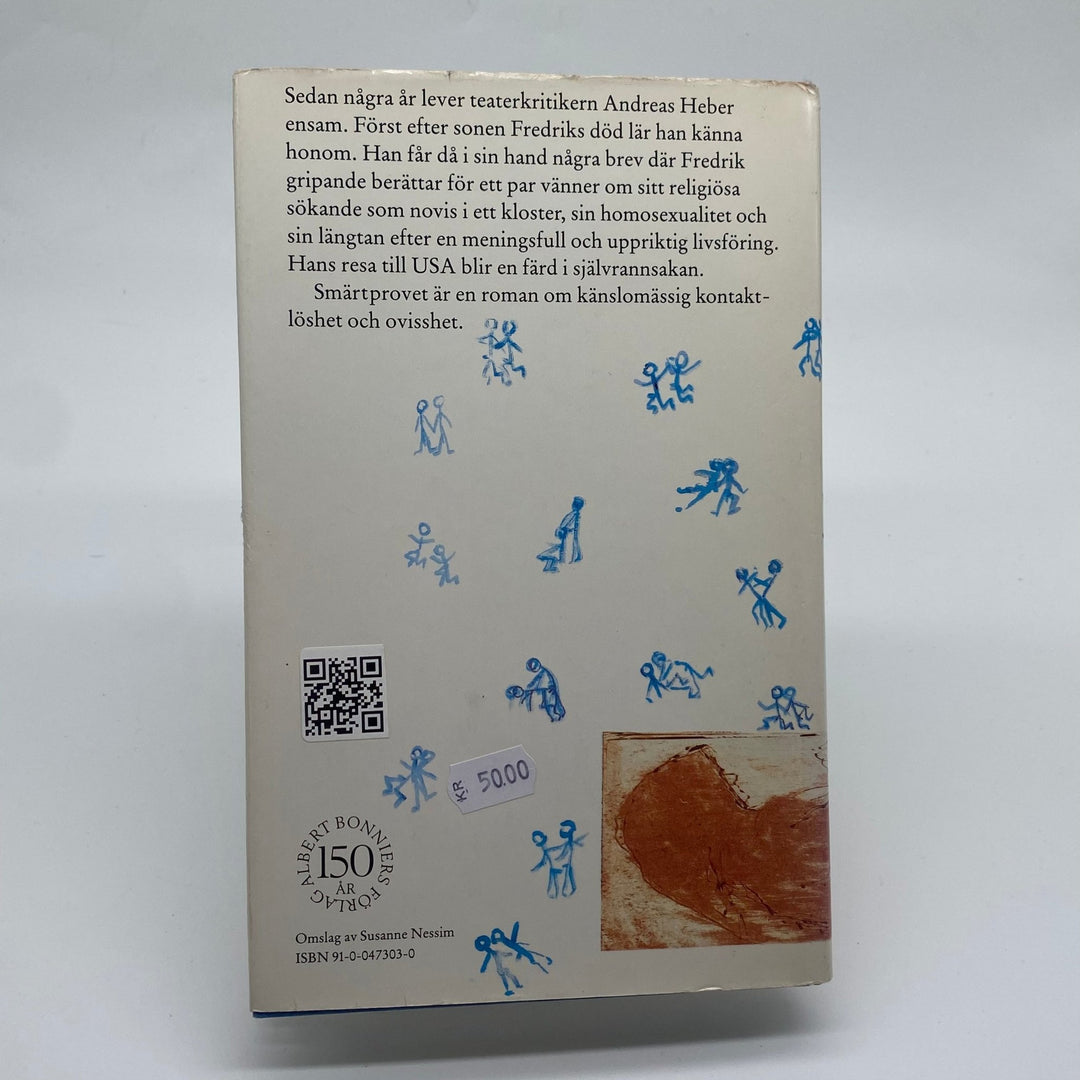 Sedan några år lever teaterkritikern Andreas Heber
ensam. Först efter sonen Fredriks död lär han känna
honom. Han får då i sin hand några brev där Fredrik
gripande berättar för ett par vänner om sitt religiösa
sökande som novis i ett kloster, sin homosexualitet och
sin längtan efter en meningsfull och uppriktig livsföring.
Hans resa till USA blir en färd i självrannsakan.
Smärtprovet är en roman om känslomässig kontakt-
löshet och ovisshet.
KR 50.00
ALBERT BONNIERS FÖRLAG
150
ÅR
Omslag av Susanne Nessim
ISBN 91-0-047303-0